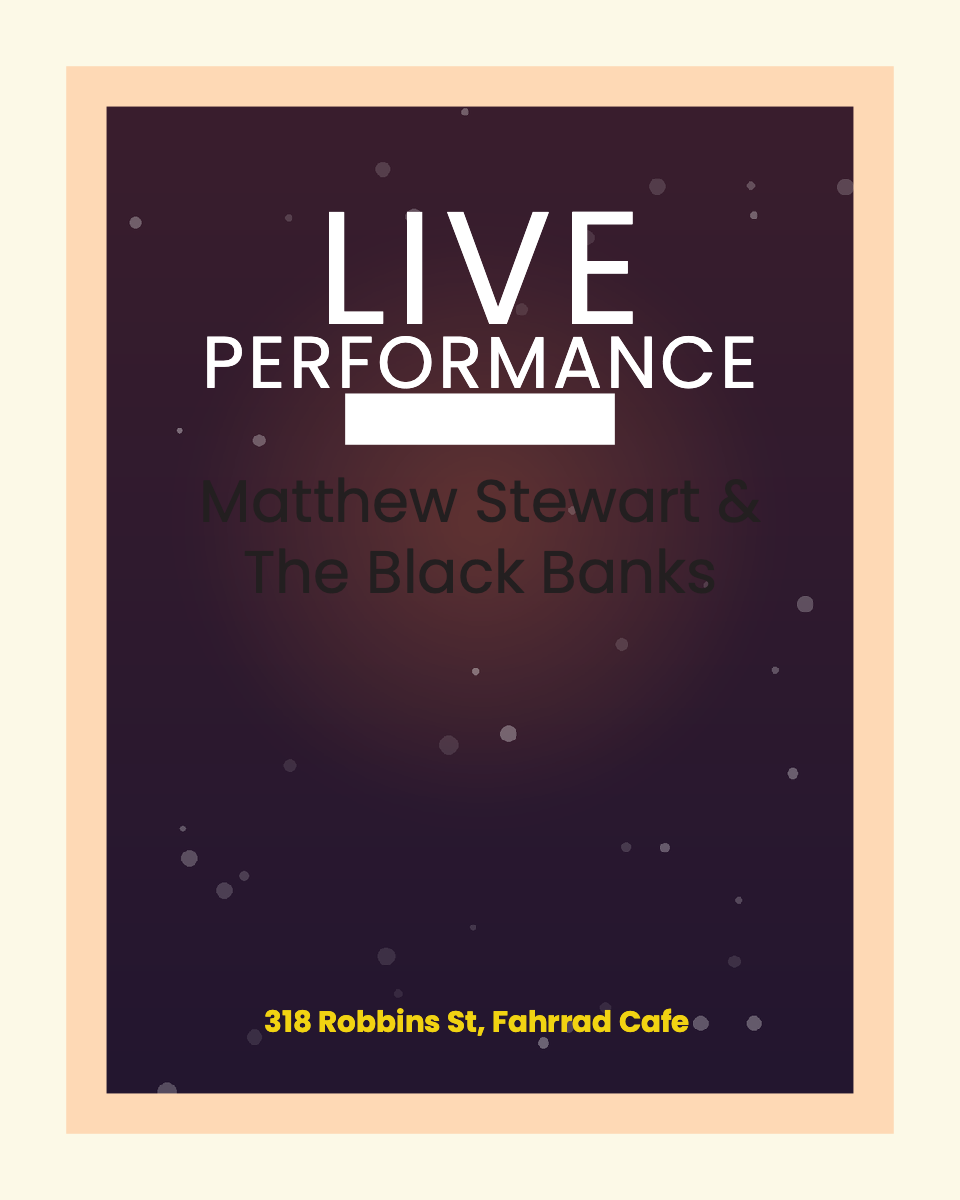 LIVE
PERFORMANCE
Matthew Stewart &
The Black Banks
318 Robbins St, Fahrrad Cafe